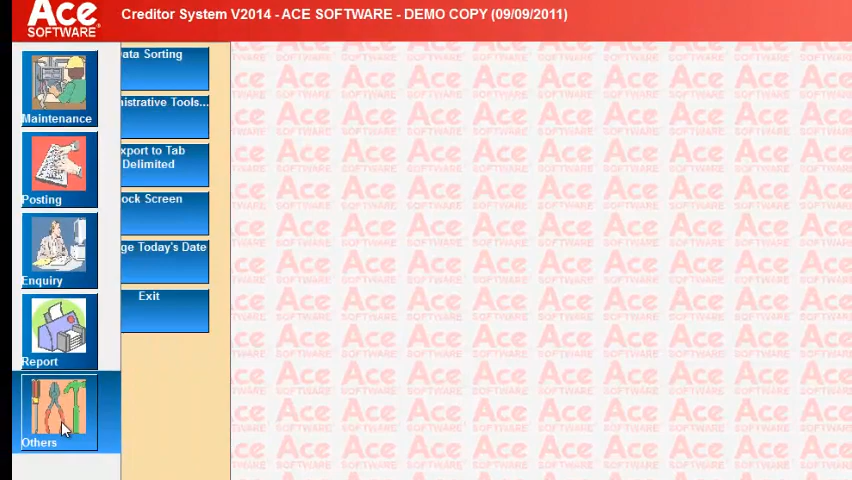 Ace
SOFTWARE
Creditor System V2014 - ACE SOFTWARE - DEMO COPY (09/09/2011)
Maintenance
Posting
Enquiry
Report
Others
ata Sorting
nistrative Tools...
xport to Tab
Delimited
ock Screen
ge Today's Date
Exit